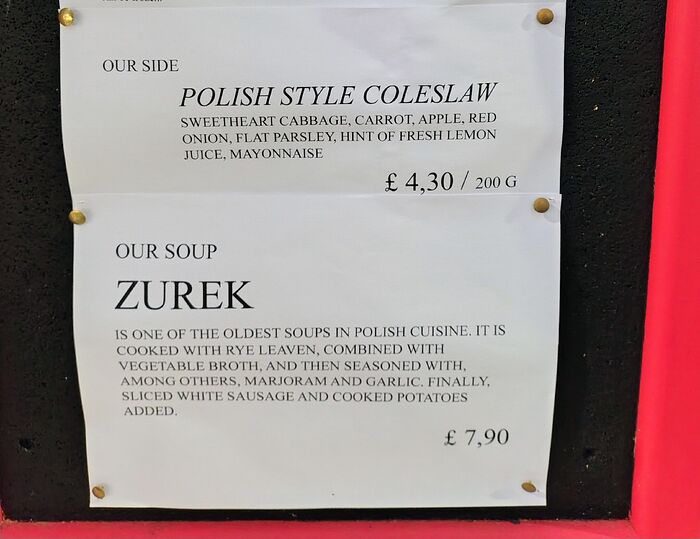 OUR SIDE
POLISH STYLE COLESLAW
SWEETHEART CABBAGE, CARROT, APPLE, RED
ONION, FLAT PARSLEY, HINT OF FRESH LEMON
JUICE, MAYONNAISE
£ 4,30 / 200 G
OUR SOUP
ZUREK
IS ONE OF THE OLDEST SOUPS IN POLISH CUISINE. IT IS
COOKED WITH RYE LEAVEN, COMBINED WITH
VEGETABLE BROTH, AND THEN SEASONED WITH,
AMONG OTHERS, MARJORAM AND GARLIC. FINALLY,
SLICED WHITE SAUSAGE AND COOKED POTATOES
ADDED.
£ 7,90